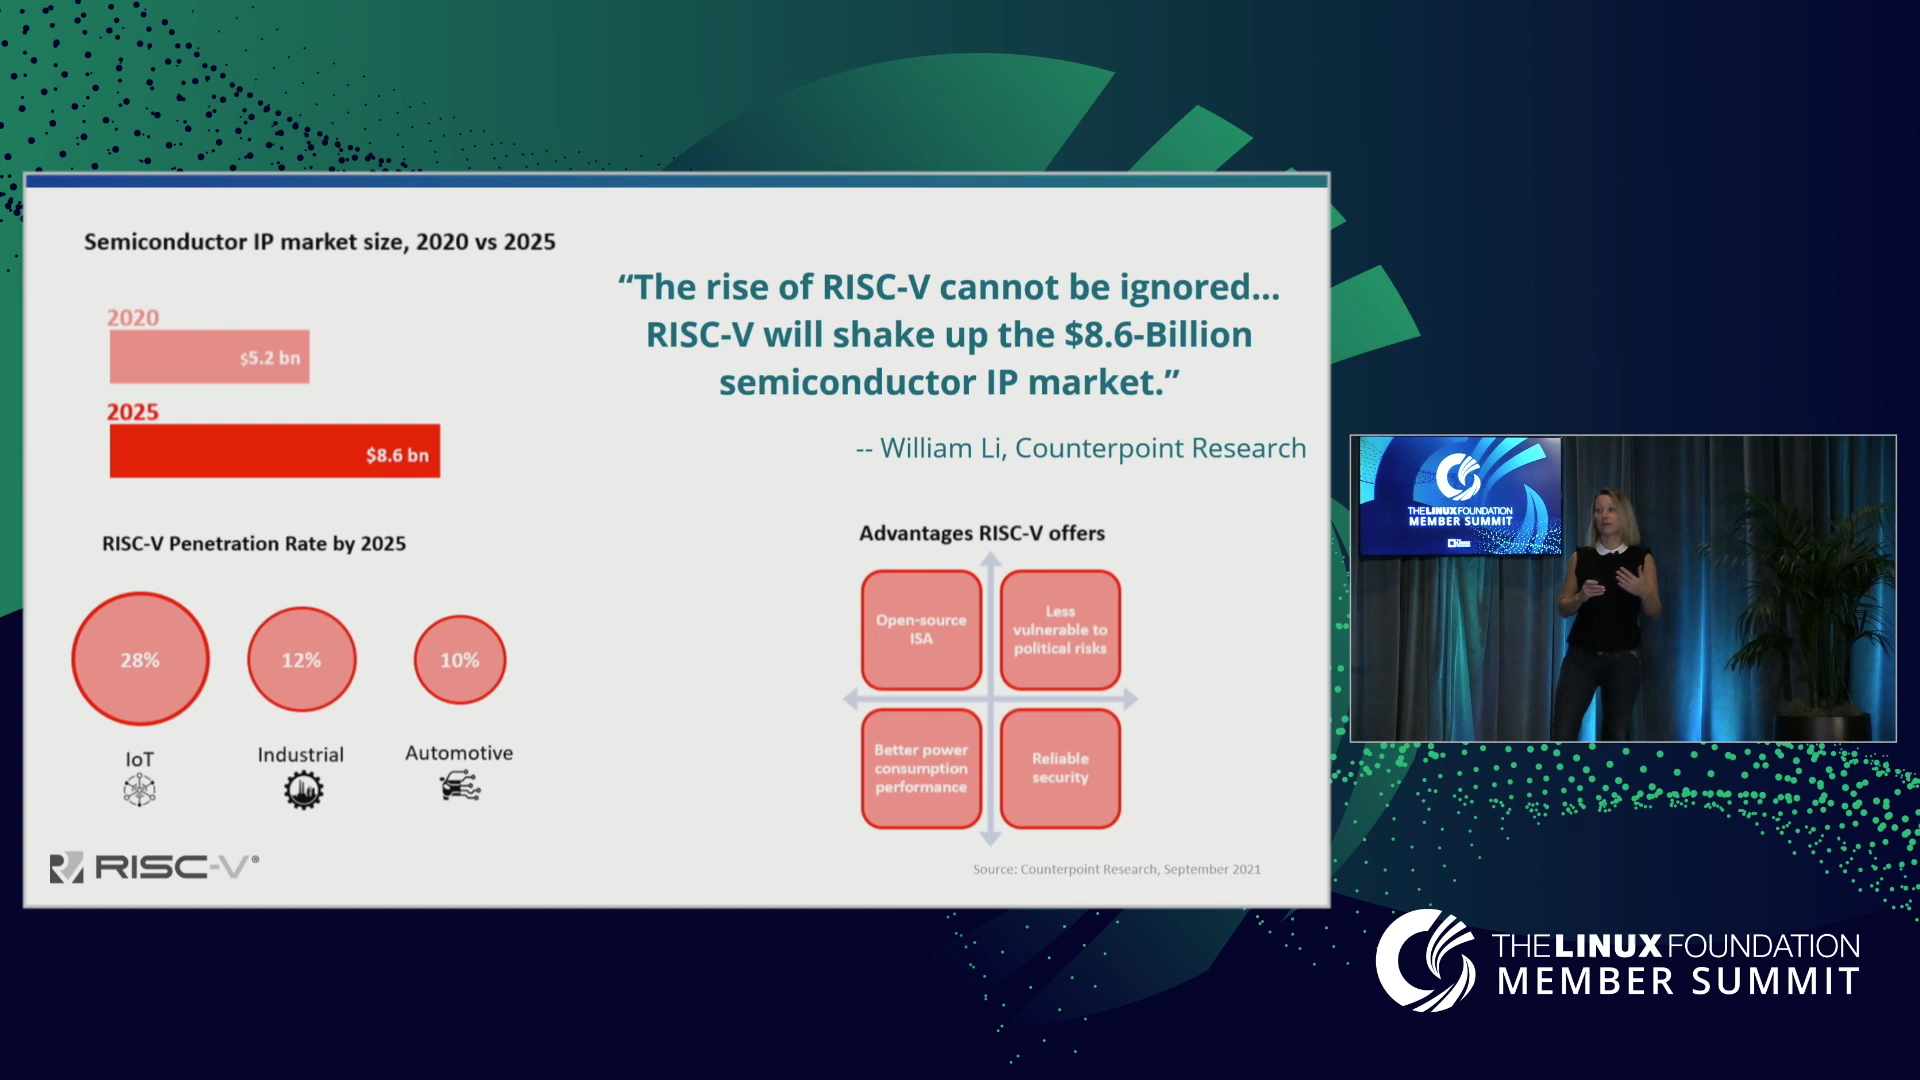 Semiconductor IP market size, 2020 vs 2025
2020
$5.2 bn
2025
$8.6 bn
“The rise of RISC-V cannot be ignored...
RISC-V will shake up the $8.6-Billion
semiconductor IP market.”
-- William Li, Counterpoint Research
RISC-V Penetration Rate by 2025
28%
12%
10%
IoT
Industrial
Automotive
Advantages RISC-V offers
Open-source
ISA
Less
vulnerable to
political risks
Better power
consumption
performance
Reliable
security
RISC-V®
Source: Counterpoint Research, September 2021
THE LINUX FOUNDATION
MEMBER SUMMIT
THE LINUX FOUNDATION
MEMBER SUMMIT